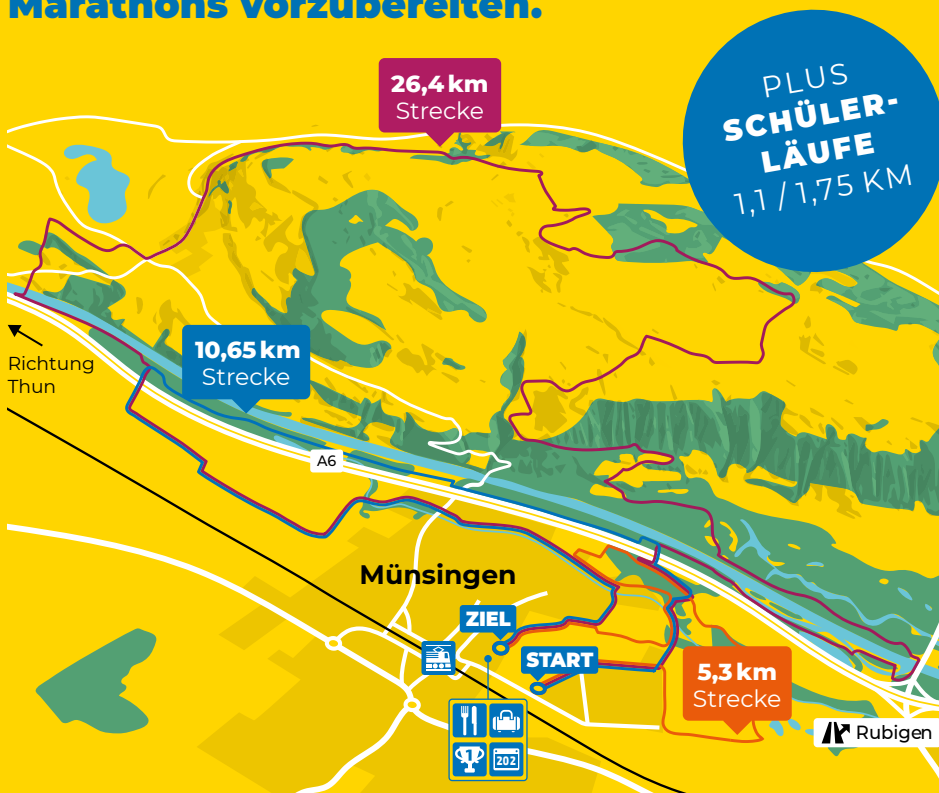 Marathons vorzubereiten.
PLUS
SCHÜLER-
LÄUFE
1,1 / 1,75 KM
26,4 km
Strecke
Richtung
Thun
10,65 km
Strecke
A6
Münsingen
ZIEL
START
5,3 km
Strecke
Rubigen
1
202